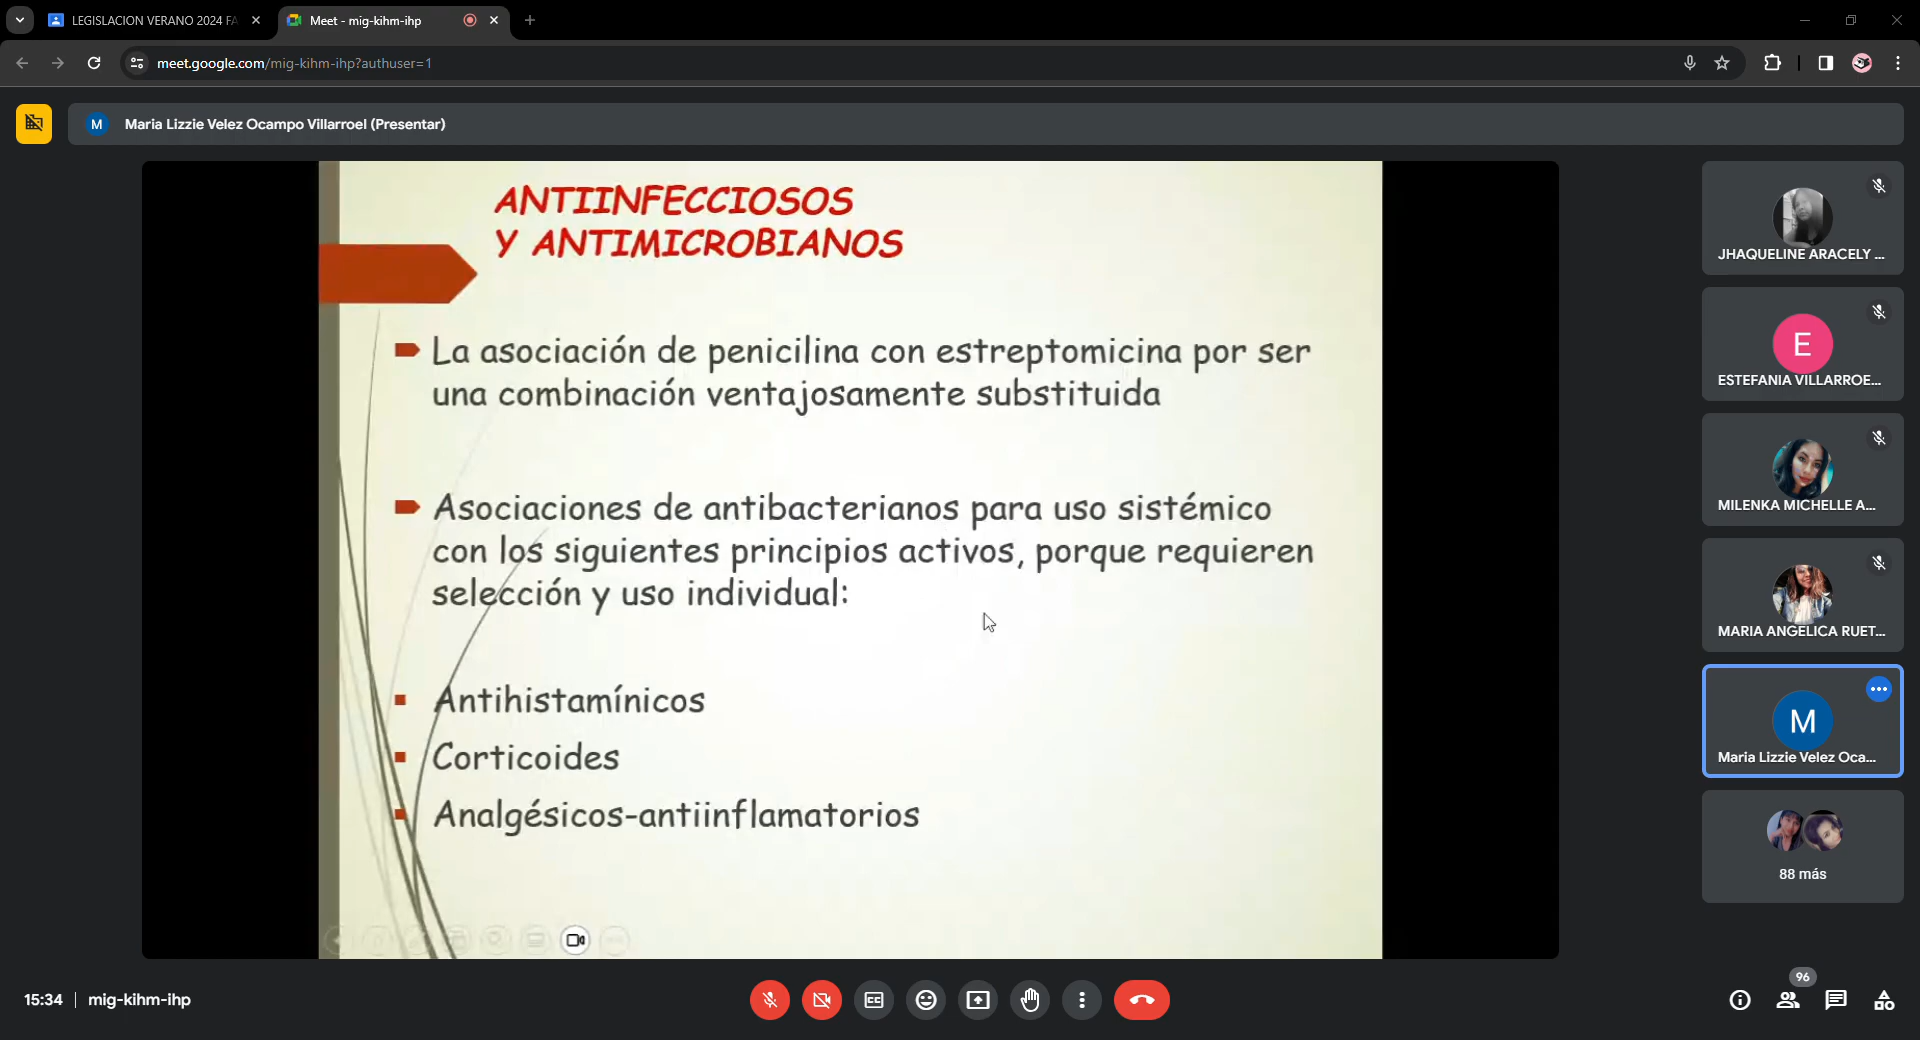 LEGISLACION VERANO 2024 FA
Meet - mig-kihm-ihp
meet.google.com/mig-kihm-ihp?authuser=1
M
Maria Lizzie Velez Ocampo Villarroel (Presentar)
ANTIINFECCIOSOS
Y ANTIMICROBIANOS
La asociación de penicilina con estreptomicina por ser
una combinación ventajosamente substituida
Asociaciones de antibacterianos para uso sistémico
con los siguientes principios activos, porque requieren
selección y uso individual:
Antihistamínicos
Corticoides
Analgésicos-antiinflamatorios
JHAQUELINE ARACELY ...
E
ESTEFANIA VILLARROE...
MILENKA MICHELLE A...
MARIA ANGELICA RUET...
M
Maria Lizzie Velez Oca...
88 más
15:34 | mig-kihm-ihp
CC
96